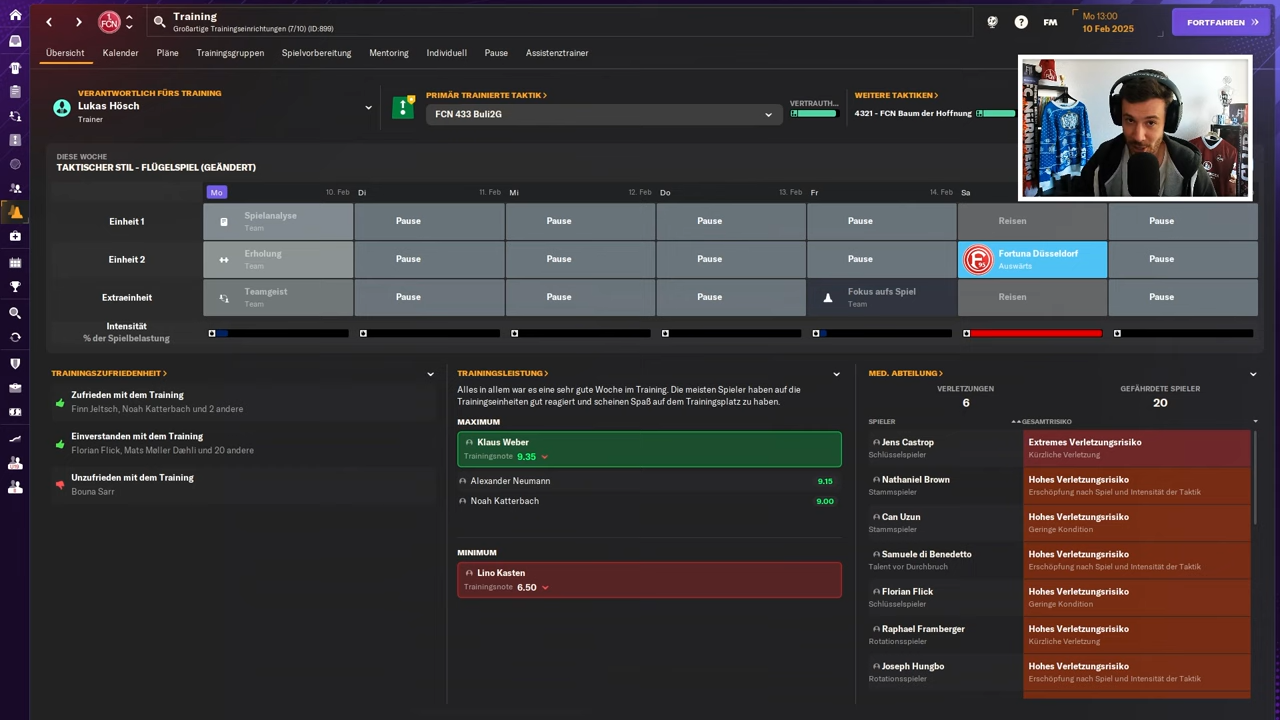 Training
Großartige Trainingseinrichtungen (7/10) (ID:899)
FM
Mo 13:00
10 Feb 2025
FORTFAHREN
Übersicht
Kalender
Pläne
Trainingsgruppen
Spielvorbereitung
Mentoring
Individuell
Pause
Assistenztrainer
VERANTWORTLICH FÜRS TRAINING
Lukas Hösch
Trainer
PRIMÄR TRAINIERTE TAKTIK
FCN 433 Buli2G
VERTRAUTH...
WEITERE TAKTIKEN
4321 - FCN Baum der Hoffnung
DIESE WOCHE
TAKTISCHER STIL - FLÜGELSPIEL (GEÄNDERT)
Mo 10. Feb Di 11. Feb Mi 12. Feb Do 13. Feb Fr 14. Feb Sa
Einheit 1
Spielanalyse
Team
Pause
Pause
Pause
Pause
Reisen
Pause
Einheit 2
Erholung
Team
Pause
Pause
Pause
Pause
Fortuna Düsseldorf
Auswärts
Pause
Extraeinheit
Teamgeist
Team
Pause
Pause
Pause
Fokus aufs Spiel
Team
Reisen
Pause
Intensität
% der Spielbelastung
TRAININGSZUFRIEDENHEIT
Zufrieden mit dem Training
Finn Jeltsch, Noah Katterbach und 2 andere
Einverstanden mit dem Training
Florian Flick, Mats Møller Dæhli und 20 andere
Unzufrieden mit dem Training
Bouna Sarr
TRAININGSLEISTUNG
Alles in allem war es eine sehr gute Woche im Training. Die meisten Spieler haben auf die
Trainingseinheiten gut reagiert und scheinen Spaß auf dem Trainingsplatz zu haben.
MAXIMUM
Klaus Weber
Trainingsnote 9.35
Alexander Neumann 9.15
Noah Katterbach 9.00
MINIMUM
Lino Kasten
Trainingsnote 6.50
MED. ABTEILUNG
VERLETZUNGEN
6
GEFÄHRDETE SPIELER
20
SPIELER
GESAMTRISIKO
Jens Castrop
Schlüsselspieler
Extremes Verletzungsrisiko
Kürzliche Verletzung
Nathaniel Brown
Stammspieler
Hohes Verletzungsrisiko
Erschöpfung nach Spiel und Intensität der Taktik
Can Uzun
Stammspieler
Hohes Verletzungsrisiko
Geringe Kondition
Samuele di Benedetto
Talent vor Durchbruch
Hohes Verletzungsrisiko
Erschöpfung nach Spiel und Intensität der Taktik
Florian Flick
Schlüsselspieler
Hohes Verletzungsrisiko
Geringe Kondition
Raphael Framberger
Rotationsspieler
Hohes Verletzungsrisiko
Kürzliche Verletzung
Joseph Hungbo
Rotationsspieler
Hohes Verletzungsrisiko
Erschöpfung nach Spiel und Intensität der Taktik